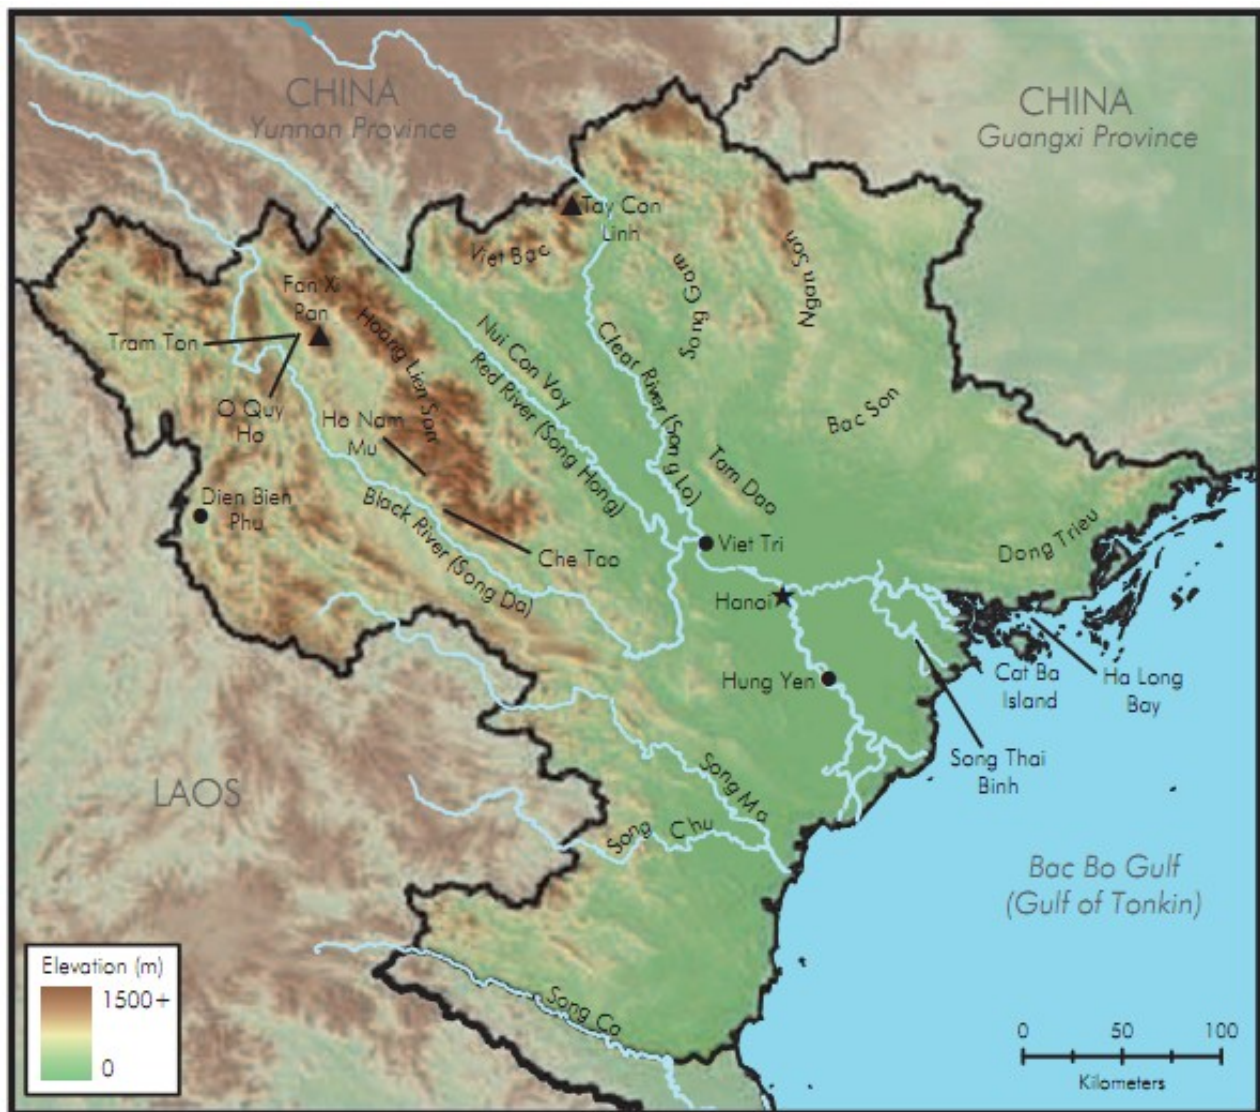 CHINA
Yunnan Province
CHINA
Guangxi Province
Tay Con
Linh
Viet Bac
Song Gam
Ngan Son
Fan Xi
Pan
Tram Ton
Hoang Lien Son
Nui Con Voy
Red River (Song Hong)
Clear River (Song Lo)
O Quy
Ho
Ho Nam
Mu
Bac Son
Tam Dao
Dien Bien
Phu
Black River (Song Da)
Che Tao
Viet Tri
Dong Trieu
Hanoi
Hung Yen
Cat Ba
Island
Ha Long
Bay
Song Thai
Binh
LAOS
Song Ma
Song Chu
Bac Bo Gulf
(Gulf of Tonkin)
Song Ca
Elevation (m)
1500+
0
0 50 100
Kilometers